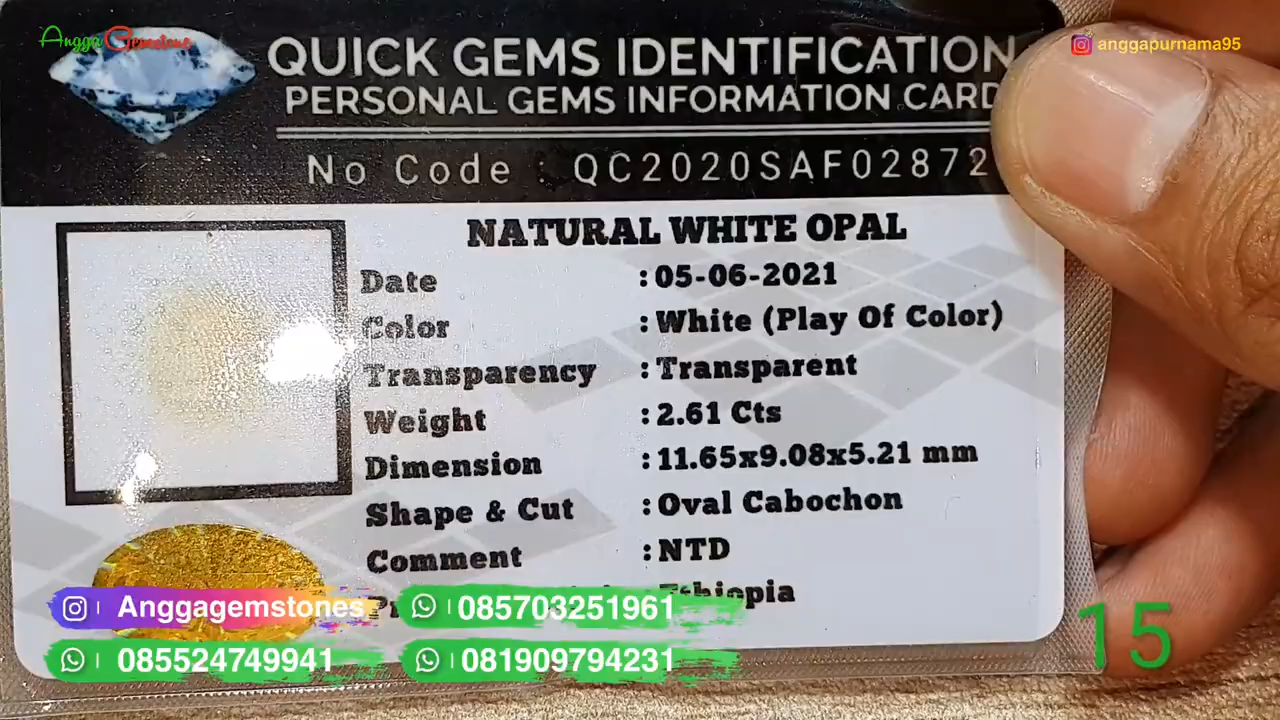 Angga Gemstone
anggapurnama95
QUICK GEMS IDENTIFICATION
PERSONAL GEMS INFORMATION CARD
No Code : QC2020SAF02872
NATURAL WHITE OPAL
Date : 05-06-2021
Color : White (Play Of Color)
Transparency : Transparent
Weight : 2.61 Cts
Dimension : 11.65x9.08x5.21 mm
Shape & Cut : Oval Cabochon
Comment : NTD
Ethiopia
Anggagemstones
085703251961
085524749941
081909794231
15